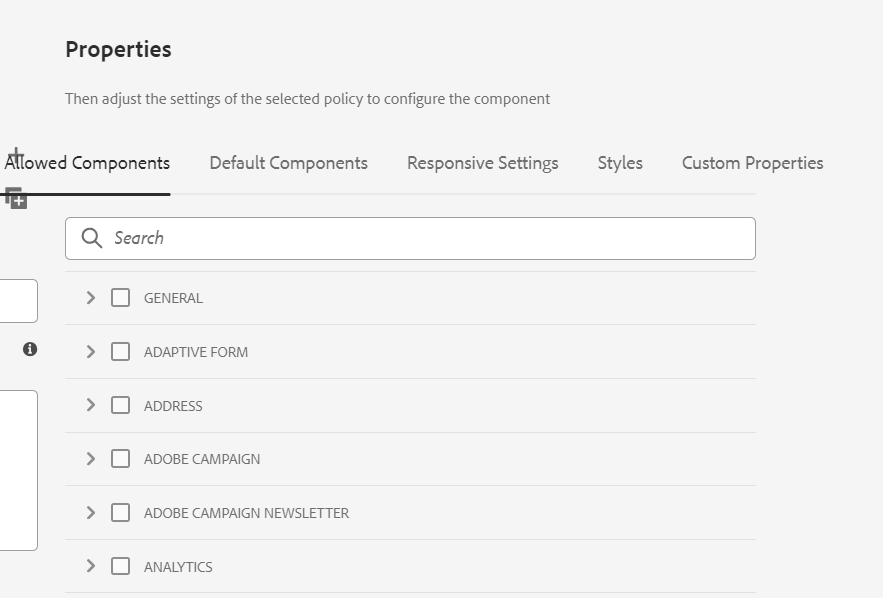 Properties
Then adjust the settings of the selected policy to configure the component
Allowed Components Default Components Responsive Settings Styles Custom Properties
Search
GENERAL
ADAPTIVE FORM
ADDRESS
ADOBE CAMPAIGN
ADOBE CAMPAIGN NEWSLETTER
ANALYTICS